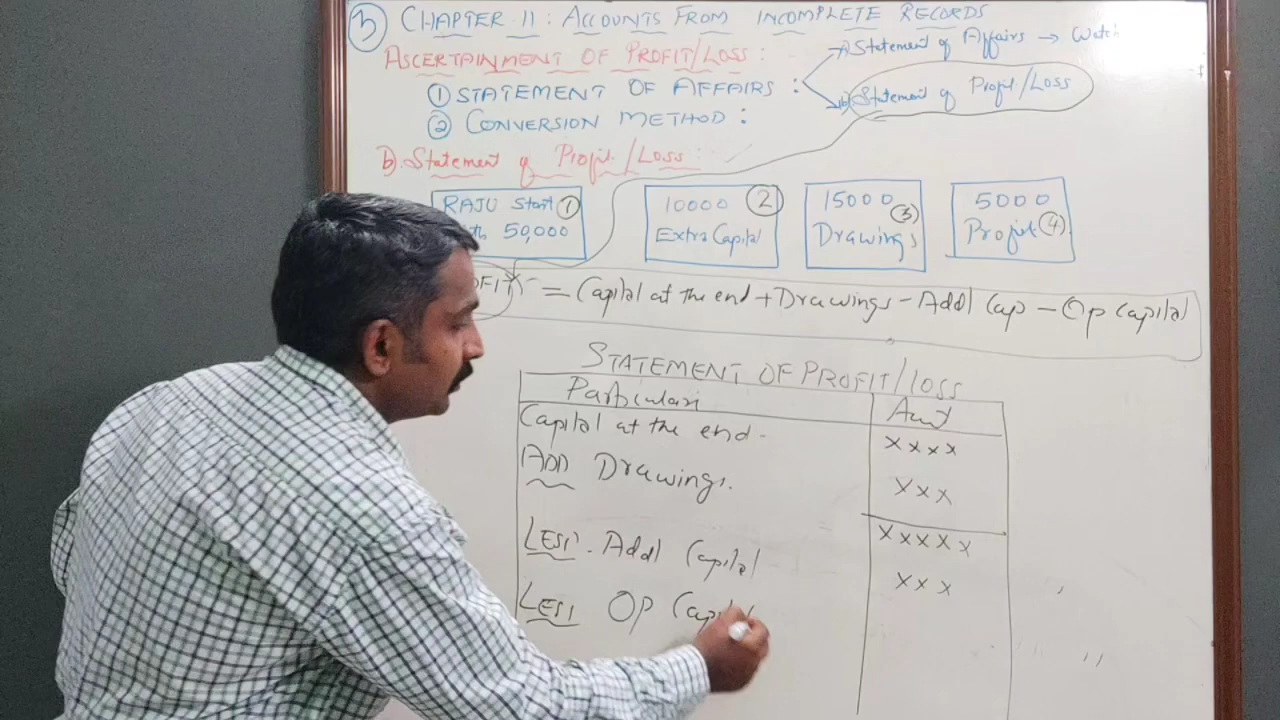 ③ CHAPTER 11: ACCOUNTS FROM INCOMPLETE RECORDS
ASCERTAINMENT OF PROFIT/LOSS:
① STATEMENT OF AFFAIRS :
a) Statement of Affairs → Watch
b) Statement of Profit/Loss
② CONVERSION METHOD:
b). Statement of Profit/Loss:
RAJU Start ①
50,000
10000 ②
Extra Capital
15000 ③
Drawings
5000
Profit ④
= Capital at the end + Drawings - Addl Cap - Op Capital
STATEMENT OF PROFIT/LOSS
Particulars Amt
Capital at the end - XXXX
ADD Drawings. XXX
XXXXX
LESS. Addl Capital XXX
LESS Op Capital